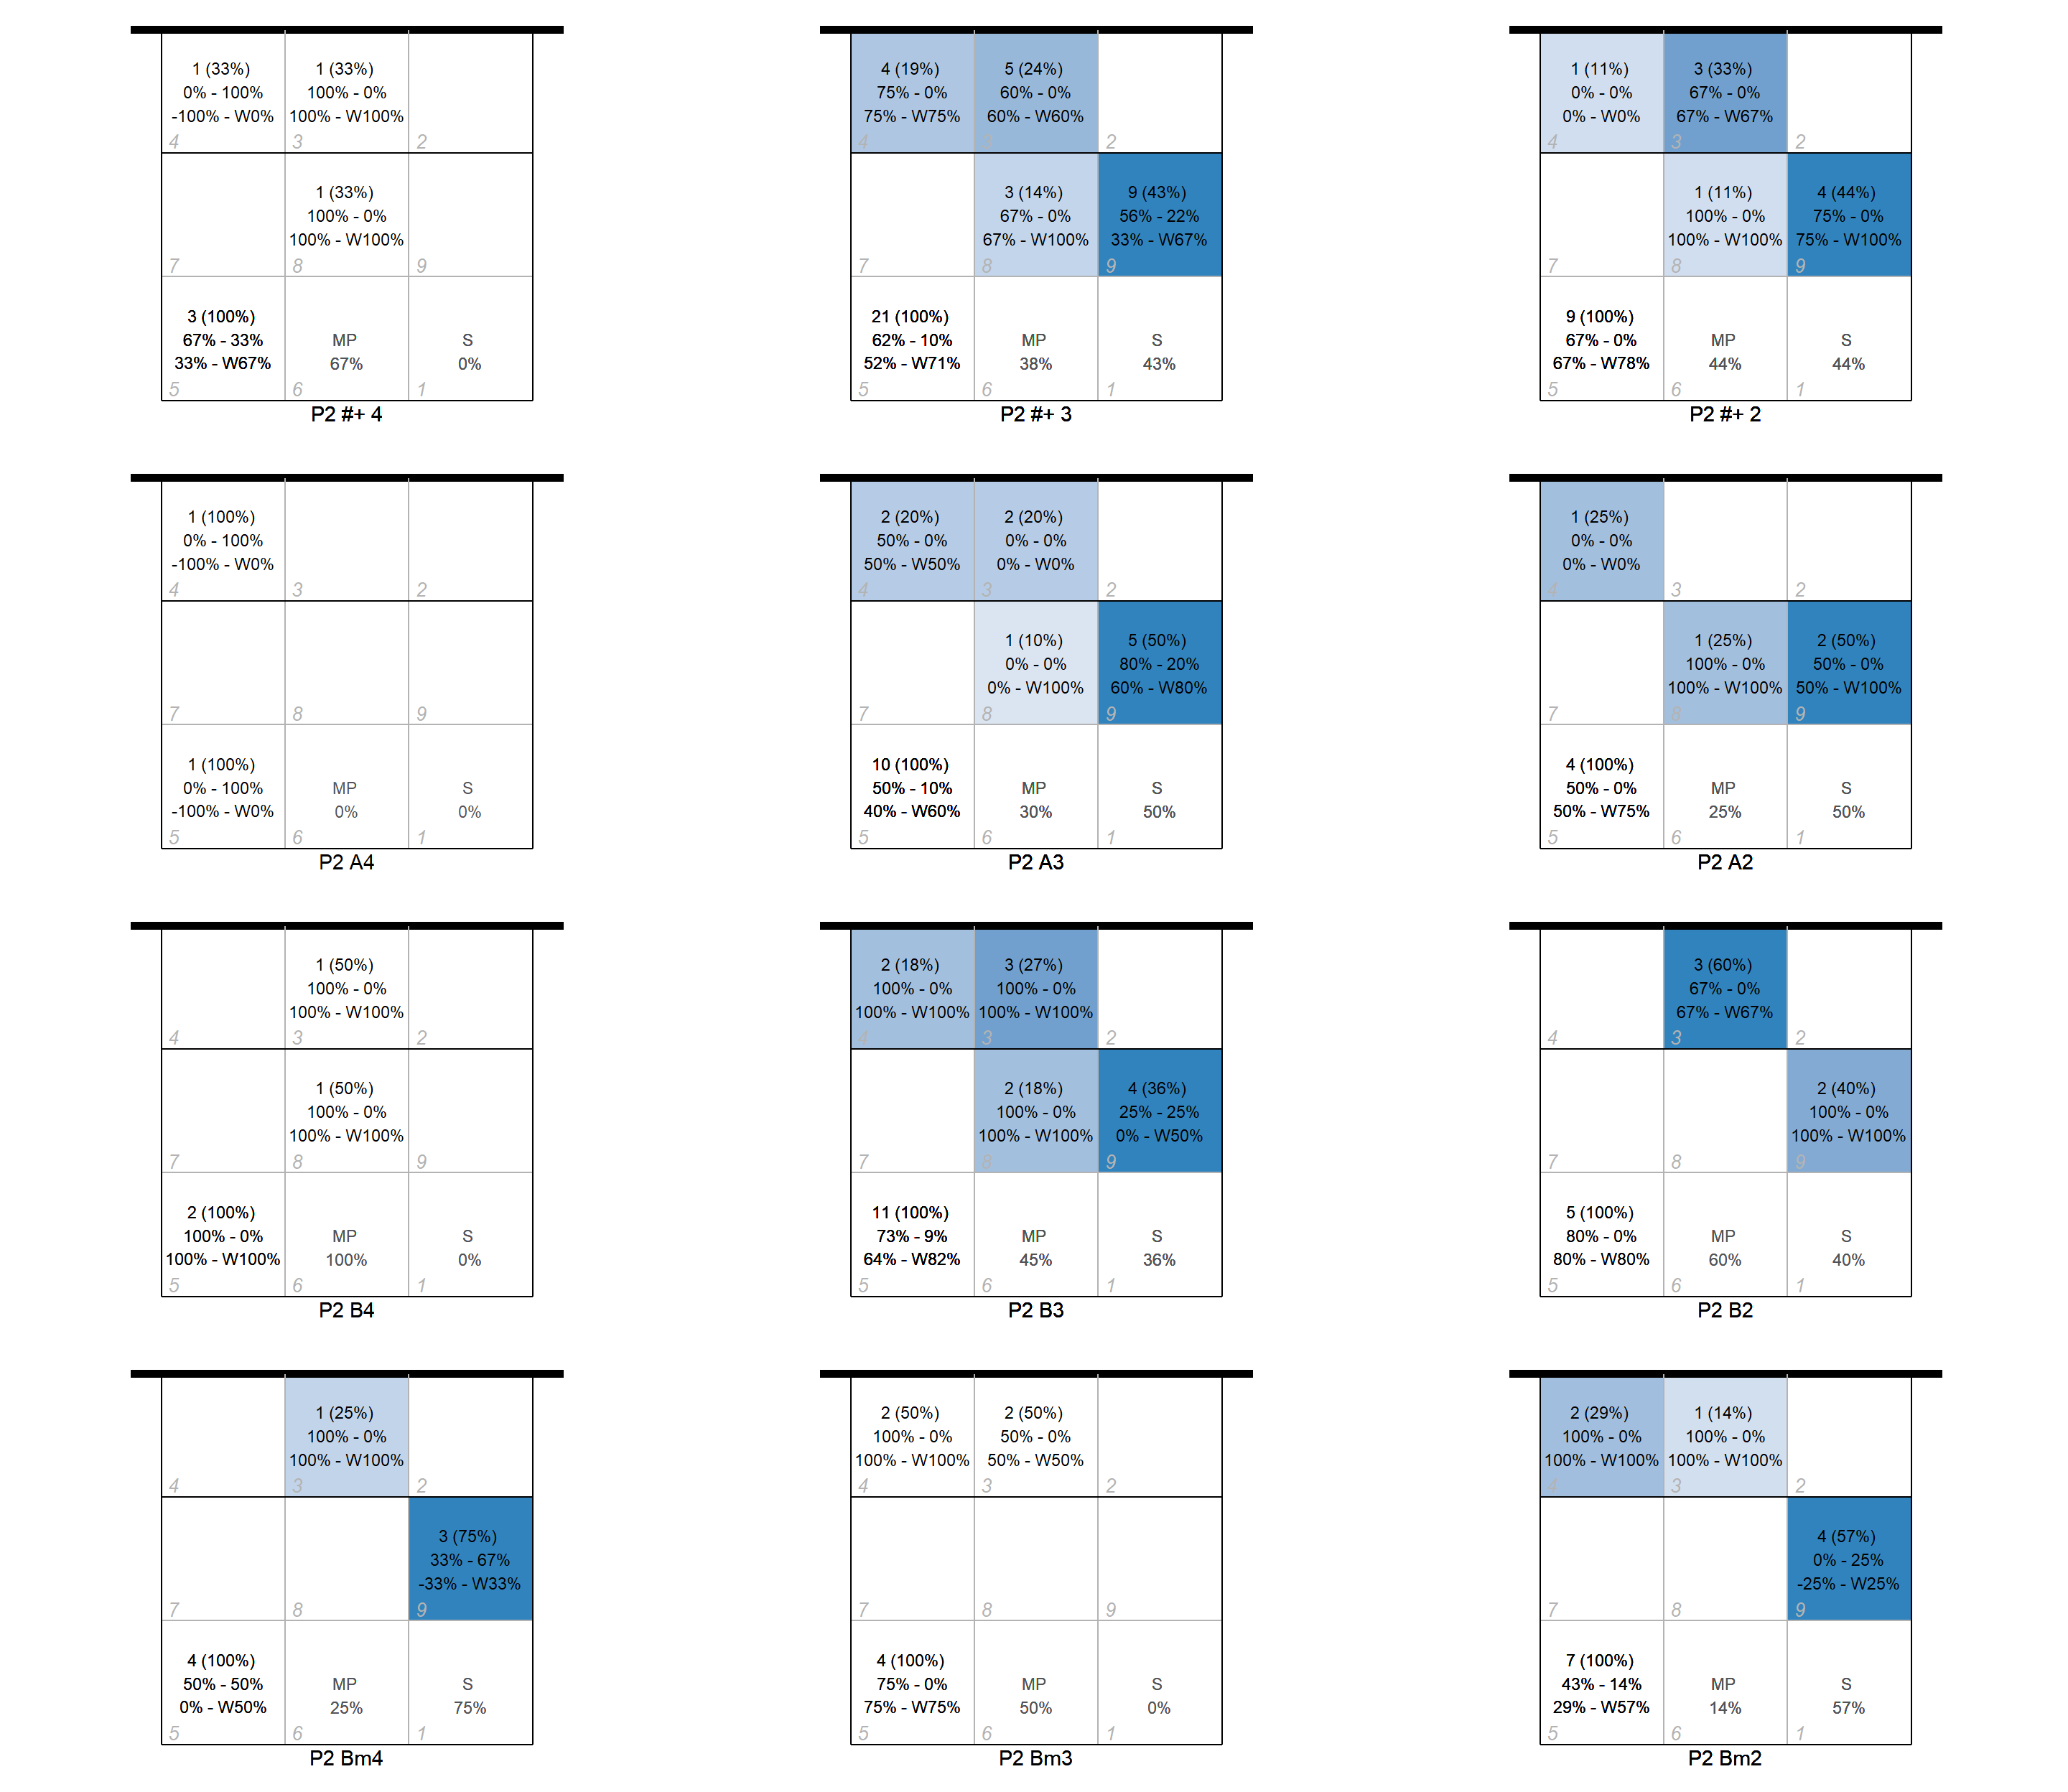 1 (33%) 1 (33%)
0% - 100% 100% - 0%
-100% - W0% 100% - W100%
4 3 2
1 (33%)
100% - 0%
100% - W100%
7 8 9
3 (100%)
67% - 33% MP S
33% - W67% 67% 0%
5 6 1
P2 #+ 4
4 (19%) 5 (24%)
75% - 0% 60% - 0%
75% - W75% 60% - W60%
4 2
3 (14%) 9 (43%)
67% - 0% 56% - 22%
67% - W100% 33% - W67%
7 8 9
21 (100%)
62% - 10% MP S
52% - W71% 38% 43%
5 6 1
P2 #+ 3
1 (11%) 3 (33%)
0% - 0% 67% - 0%
0% - W0% 67% - W67%
4 3 2
1 (11%) 4 (44%)
100% - 0% 75% - 0%
100% - W100% 75% - W100%
7 8 9
9 (100%)
67% - 0% MP S
67% - W78% 44% 44%
5 6 1
P2 #+ 2
1 (100%)
0% - 100%
-100% - W0%
4 3 2
7 8 9
1 (100%)
0% - 100% MP S
-100% - W0% 0% 0%
5 6 1
P2 A4
2 (20%) 2 (20%)
50% - 0% 0% - 0%
50% - W50% 0% - W0%
4 3 2
1 (10%) 5 (50%)
0% - 0% 80% - 20%
0% - W100% 60% - W80%
7 8 9
10 (100%)
50% - 10% MP S
40% - W60% 30% 50%
5 6 1
P2 A3
1 (25%)
0% - 0%
0% - W0%
4 3 2
1 (25%) 2 (50%)
100% - 0% 50% - 0%
100% - W100% 50% - W100%
7 8 9
4 (100%)
50% - 0% MP S
50% - W75% 25% 50%
5 6 1
P2 A2
1 (50%)
100% - 0%
100% - W100%
4 3 2
1 (50%)
100% - 0%
100% - W100%
7 8 9
2 (100%)
100% - 0% MP S
100% - W100% 100% 0%
5 6 1
P2 B4
2 (18%) 3 (27%)
100% - 0% 100% - 0%
100% - W100% 100% - W100%
4 3 2
2 (18%) 4 (36%)
100% - 0% 25% - 25%
100% - W100% 0% - W50%
7 8 9
11 (100%)
73% - 9% MP S
64% - W82% 45% 36%
5 6 1
P2 B3
3 (60%)
67% - 0%
67% - W67%
4 3 2
2 (40%)
100% - 0%
100% - W100%
7 8 9
5 (100%)
80% - 0% MP S
80% - W80% 60% 40%
5 6 1
P2 B2
1 (25%)
100% - 0%
100% - W100%
4 3 2
3 (75%)
33% - 67%
-33% - W33%
7 8 9
4 (100%)
50% - 50% MP S
0% - W50% 25% 75%
5 6 1
P2 Bm4
2 (50%) 2 (50%)
100% - 0% 50% - 0%
100% - W100% 50% - W50%
4 3 2
7 8 9
4 (100%)
75% - 0% MP S
75% - W75% 50% 0%
5 6 1
P2 Bm3
2 (29%) 1 (14%)
100% - 0% 100% - 0%
100% - W100% 100% - W100%
4 3 2
4 (57%)
0% - 25%
-25% - W25%
7 8 9
7 (100%)
43% - 14% MP S
29% - W57% 14% 57%
5 6 1
P2 Bm2